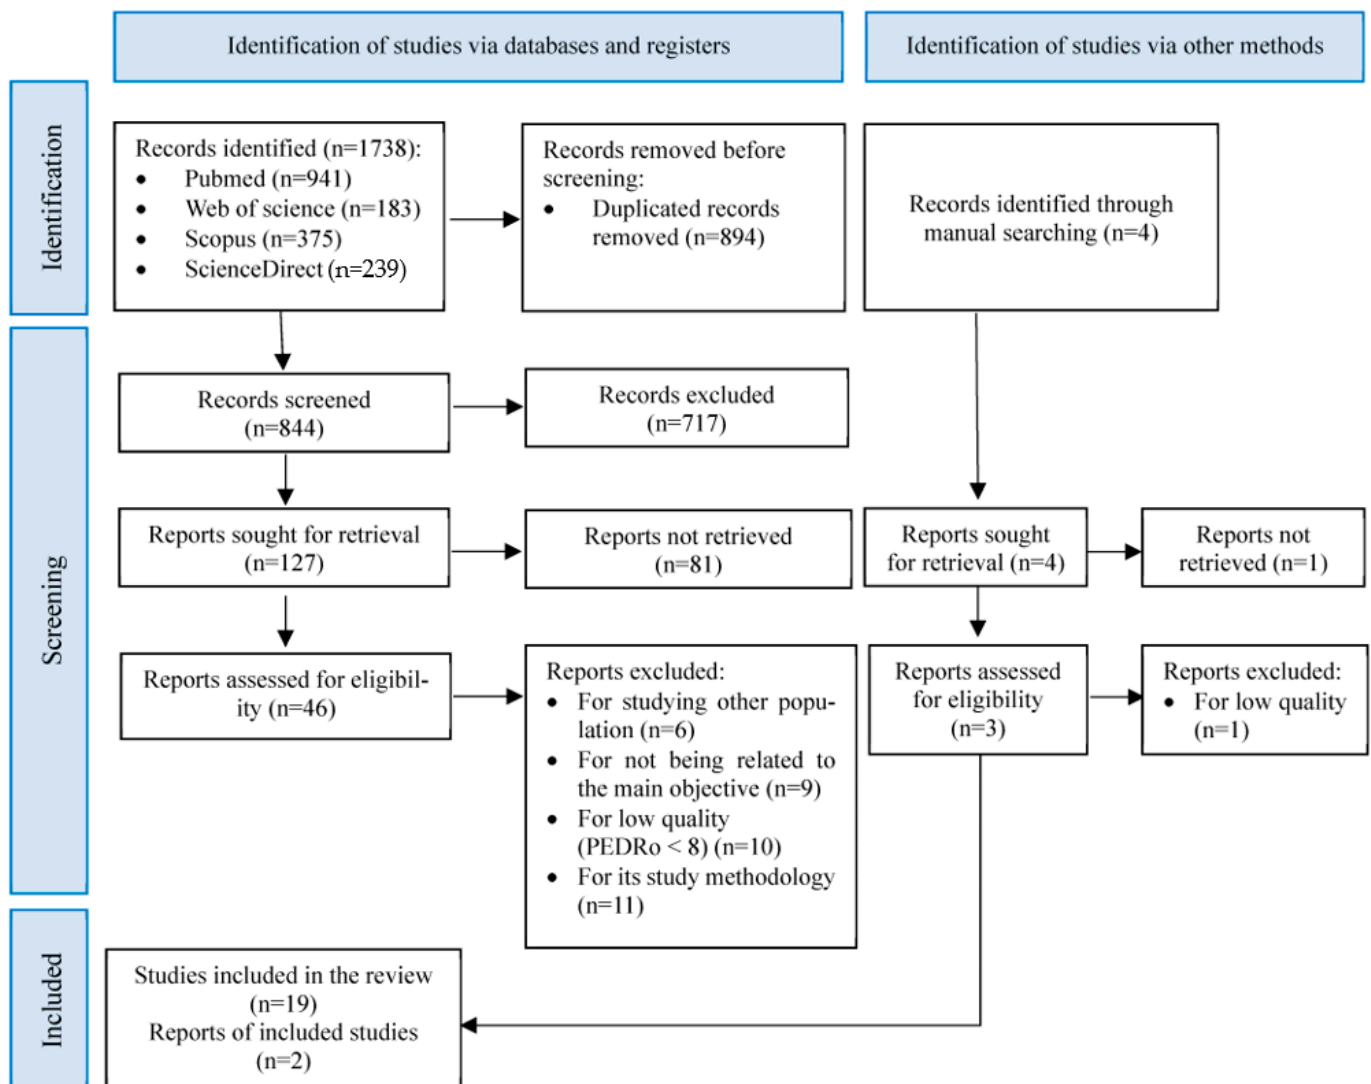 Identification of studies via databases and registers
Identification of studies via other methods
Identification
Records identified (n=1738):
• Pubmed (n=941)
• Web of science (n=183)
• Scopus (n=375)
• ScienceDirect (n=239)
Records removed before
screening:
• Duplicated records
removed (n=894)
Records identified through
manual searching (n=4)
Screening
Records screened
(n=844)
Records excluded
(n=717)
Reports sought for retrieval
(n=127)
Reports not retrieved
(n=81)
Reports sought
for retrieval (n=4)
Reports not
retrieved (n=1)
Reports assessed for eligibil-
ity (n=46)
Reports excluded:
• For studying other popu-
lation (n=6)
• For not being related to
the main objective (n=9)
• For low quality
(PEDRo < 8) (n=10)
• For its study methodology
(n=11)
Reports assessed
for eligibility
(n=3)
Reports excluded:
• For low quality
(n=1)
Included
Studies included in the review
(n=19)
Reports of included studies
(n=2)